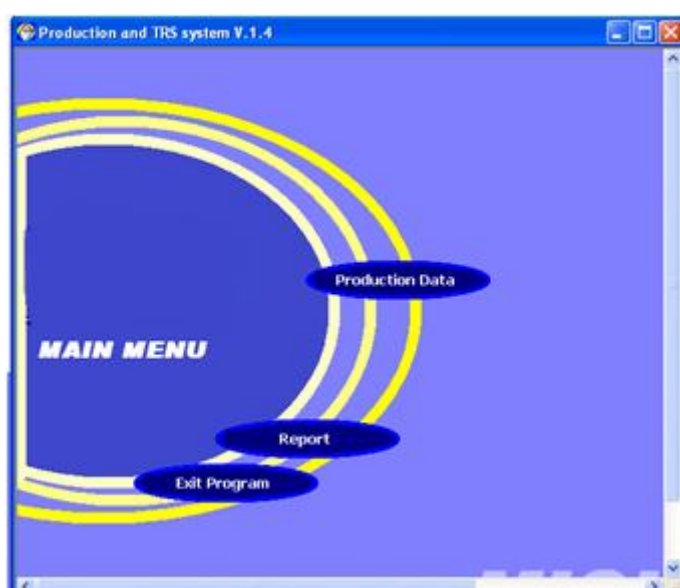 Production and TRS system V.1.4
Production Data
MAIN MENU
Report
Exit Program